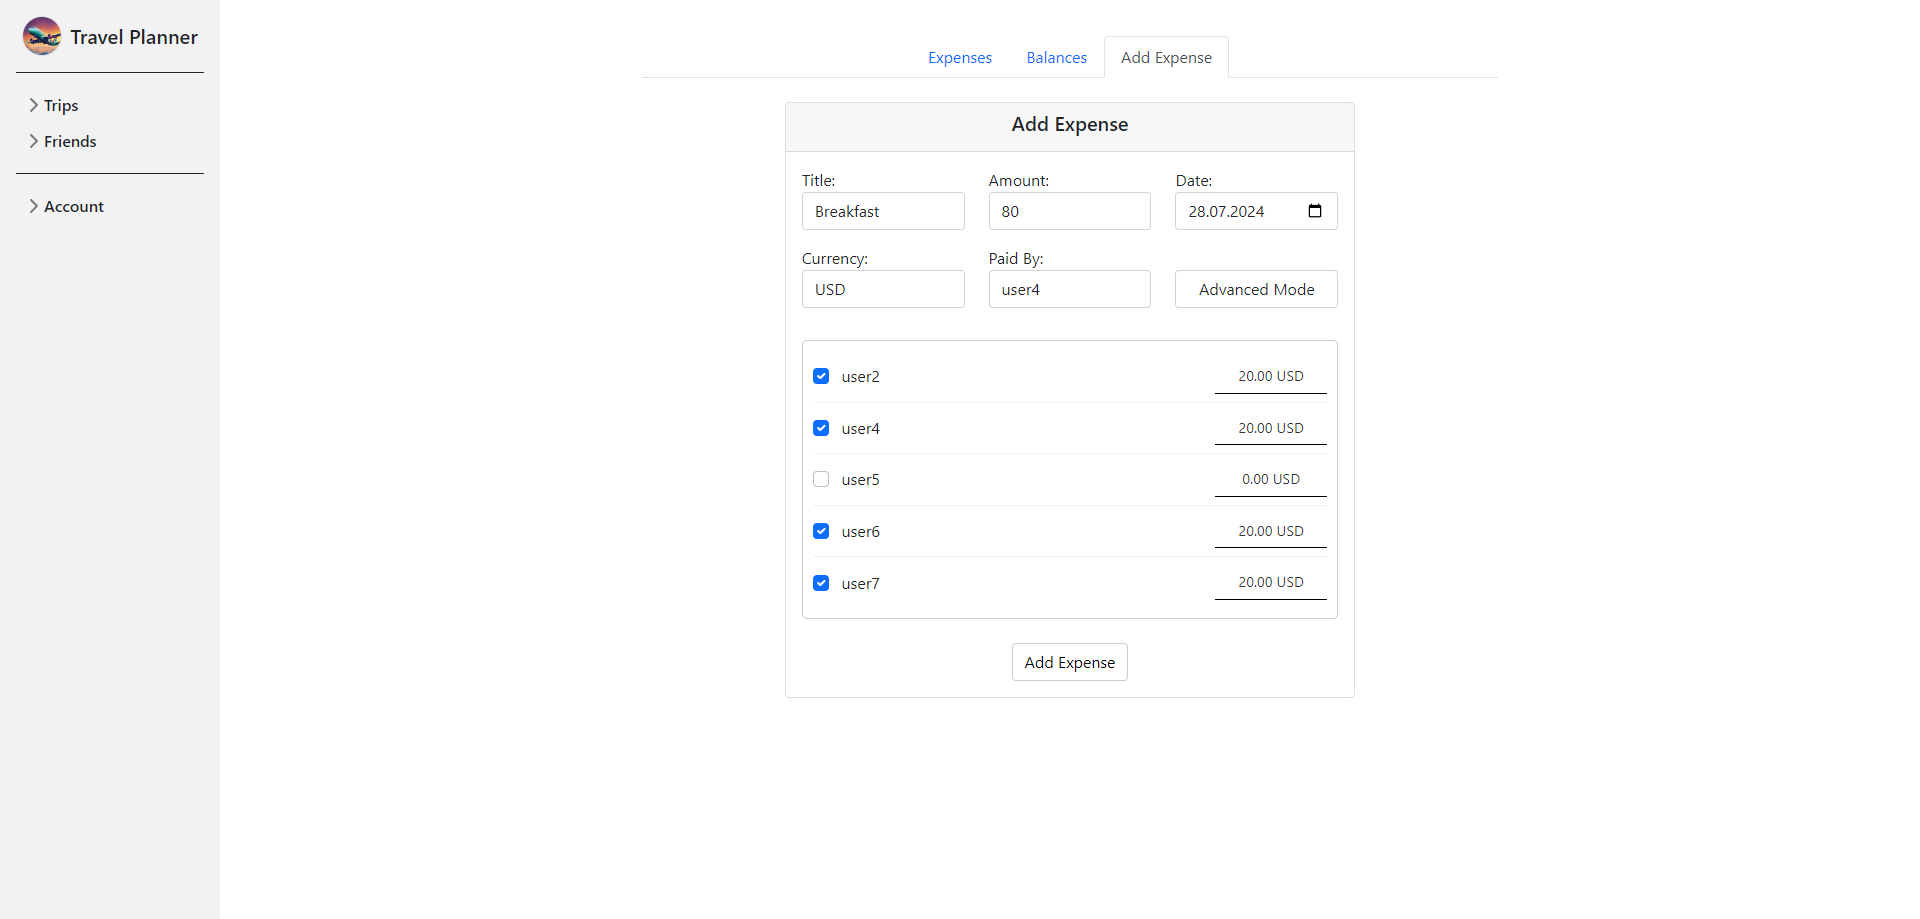 Travel Planner
Trips
Friends
Account
Expenses Balances Add Expense
Add Expense
Title: Amount: Date:
Breakfast 80 28.07.2024
Currency: Paid By:
USD user4 Advanced Mode
user2 20.00 USD
user4 20.00 USD
user5 0.00 USD
user6 20.00 USD
user7 20.00 USD
Add Expense